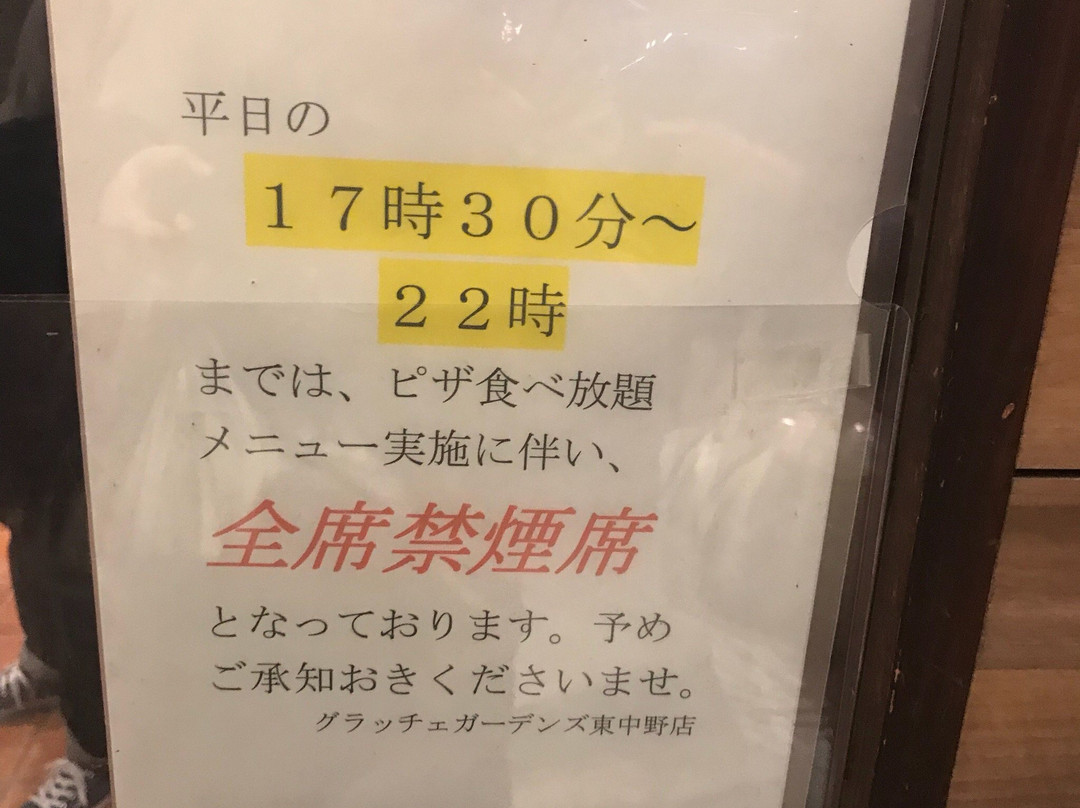 平日の
１７時３０分～
２２時
までは、ピザ食べ放題
メニュー実施に伴い、
全席禁煙席
となっております。予め
ご承知おきくださいませ。
グラッチェガーデンズ東中野店